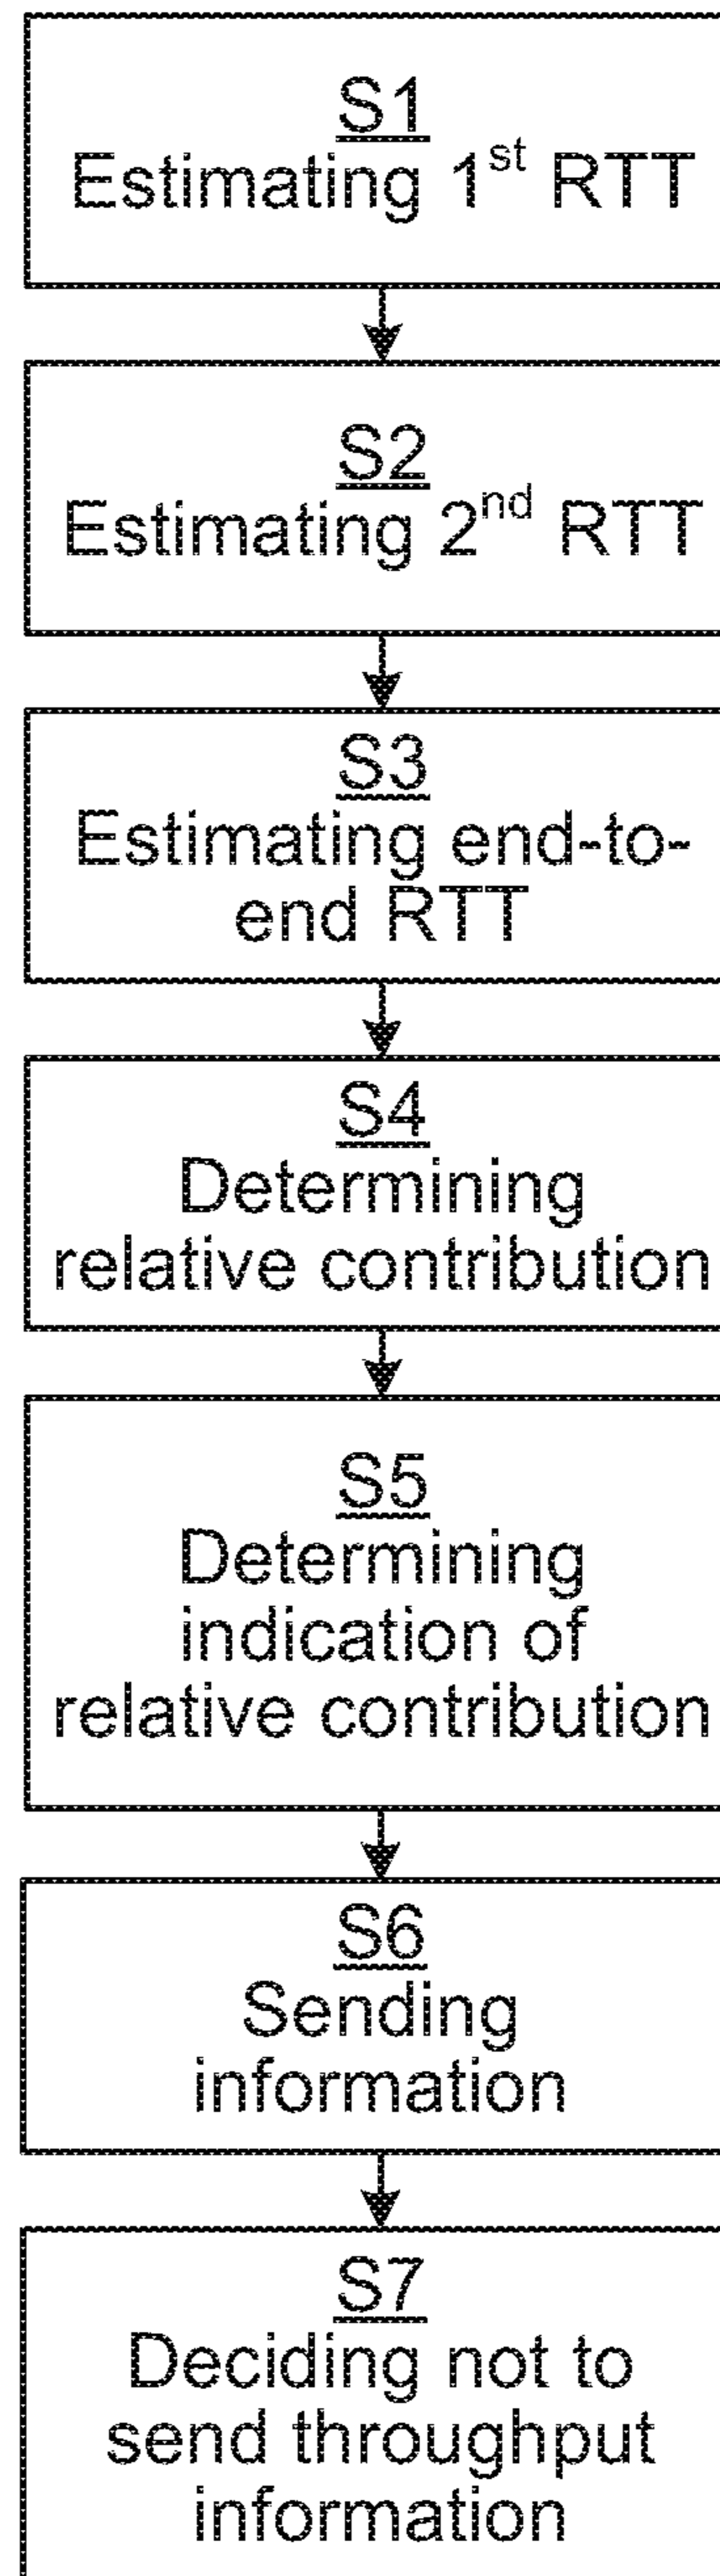 S1
Estimating 1st RTT
S2
Estimating 2nd RTT
S3
Estimating end-to-
end RTT
S4
Determining
relative contribution
S5
Determining
indication of
relative contribution
S6
Sending
information
S7
Deciding not to
send throughput
information